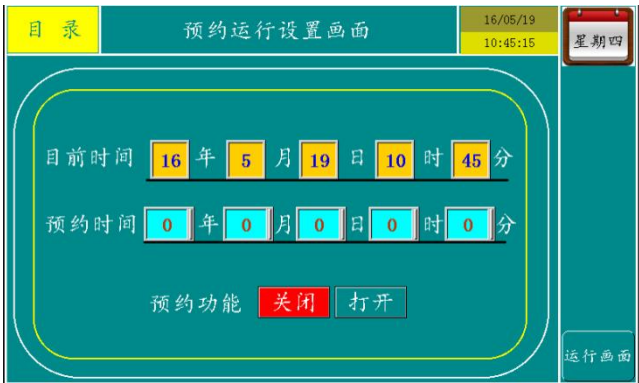 目录 预约运行设置画面 16/05/19
10:45:15
星期四
目前时间 16 年 5 月 19 日 10 时 45 分
预约时间 0 年 0 月 0 日 0 时 0 分
预约功能 关闭 打开
运行画面